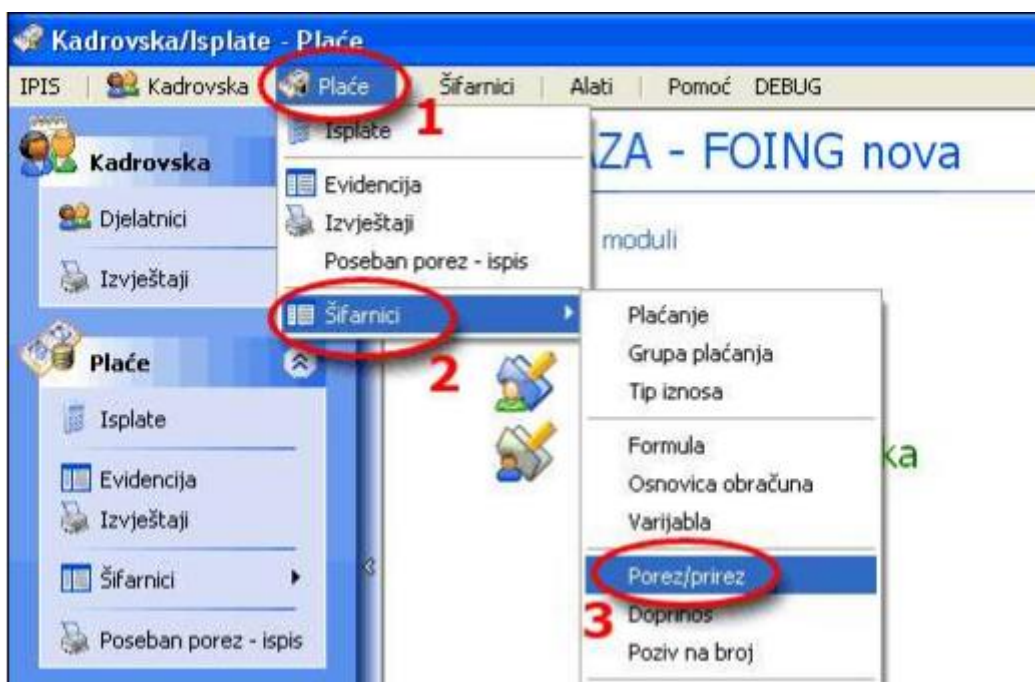 Kadrovska/Isplate - Plaće
IPIS Kadrovska Plaće Šifarnici Alati Pomoć DEBUG
1
Isplate
Evidencija
Izvještaji
Poseban porez - ispis
Šifarnici
2
Plaćanje
Grupa plaćanja
Tip iznosa
Formula
Osnovica obračuna
Varijabla
Porez/prirez
3
Doprinos
Poziv na broj
ZA - FOING nova
moduli
ka
Kadrovska
Djelatnici
Izvještaji
Plaće
Isplate
Evidencija
Izvještaji
Šifarnici
Poseban porez - ispis